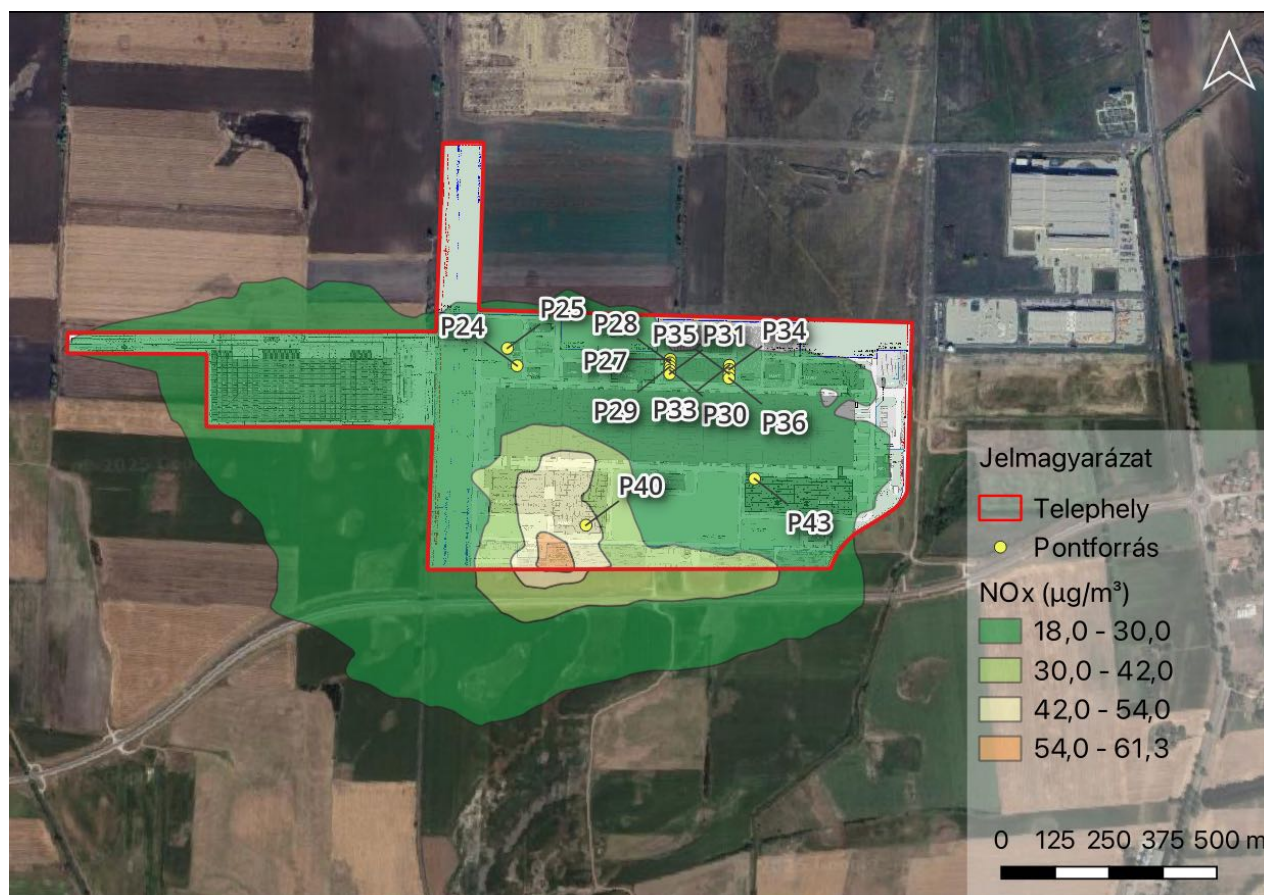 P25
P24
P28
P35
P31
P34
P27
P29
P33
P30
P36
P40
P43
Jelmagyarázat
Telephely
Pontforrás
NOx (µg/m³)
18,0 - 30,0
30,0 - 42,0
42,0 - 54,0
54,0 - 61,3
0 125 250 375 500 m